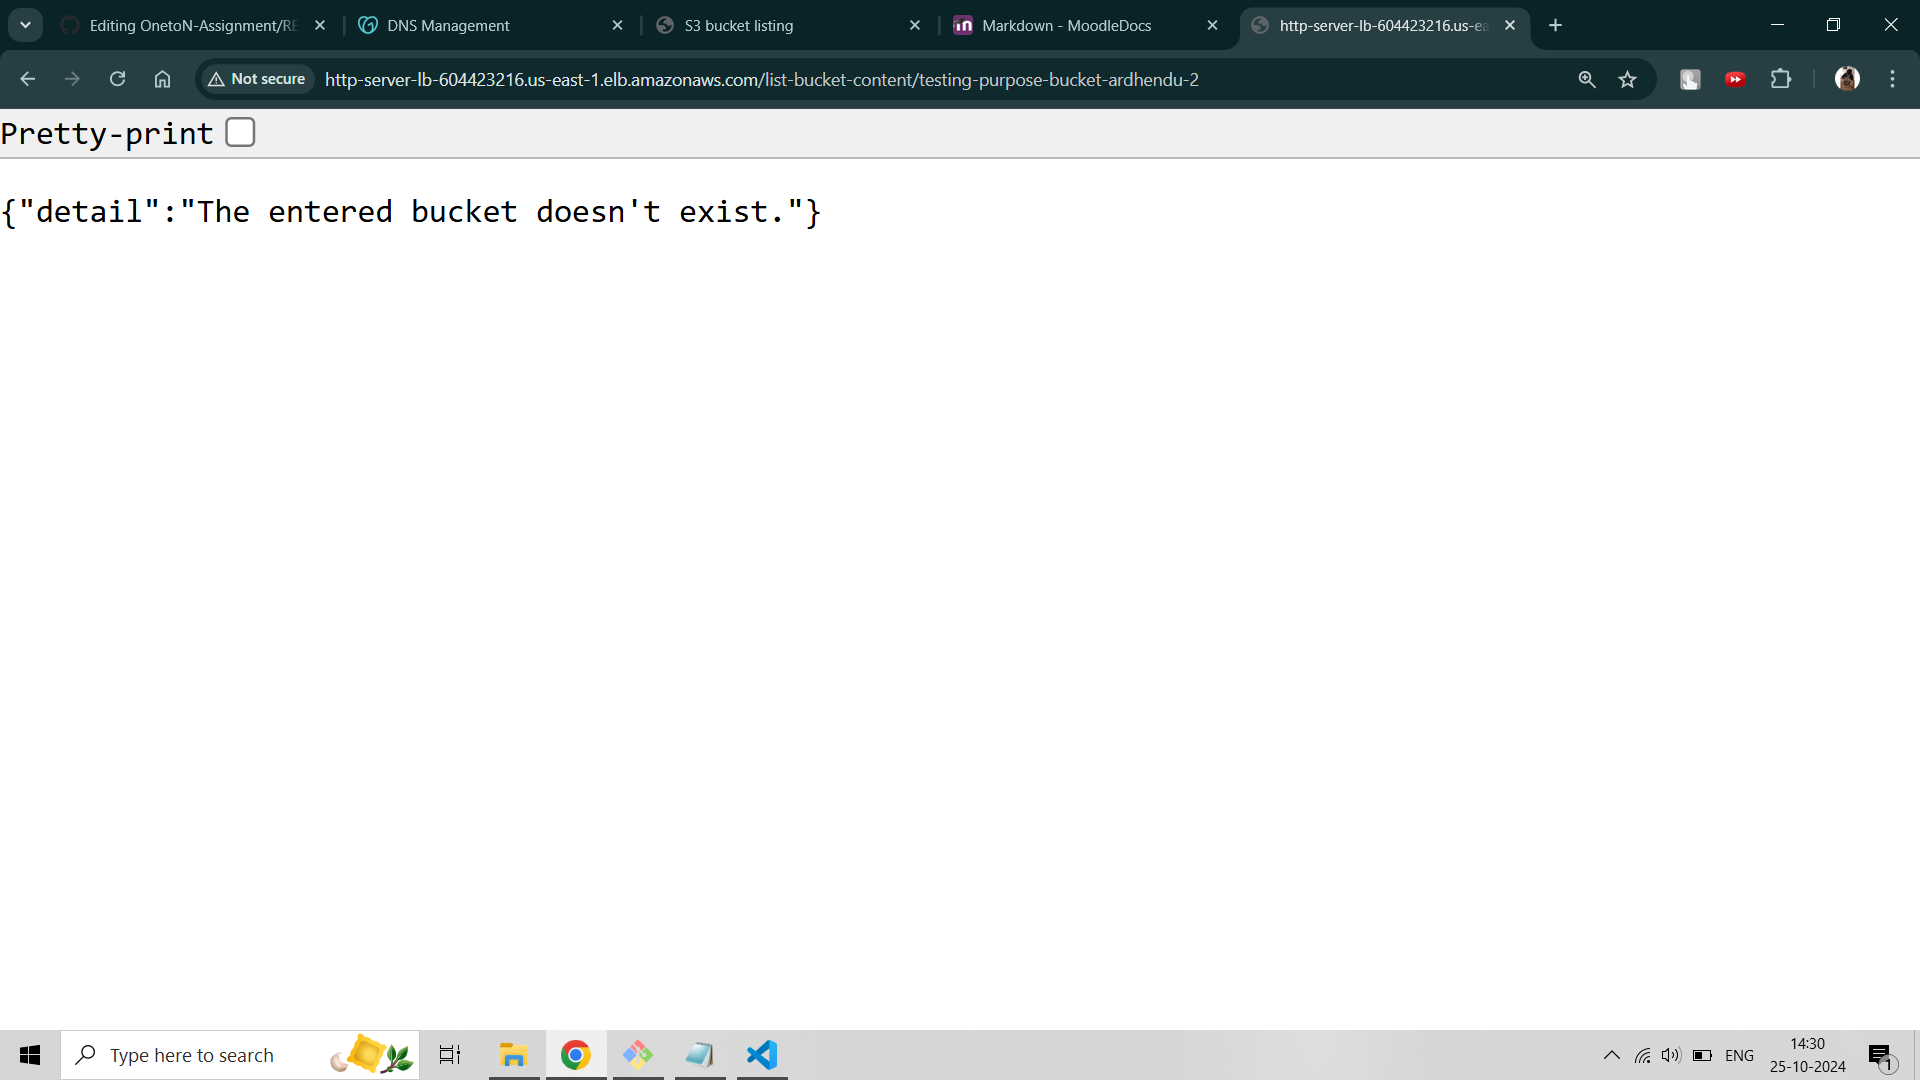 Editing OnetoN-Assignment/RE
DNS Management
S3 bucket listing
Markdown - MoodleDocs
http-server-lb-604423216.us-ea
Not secure
http-server-lb-604423216.us-east-1.elb.amazonaws.com/list-bucket-content/testing-purpose-bucket-ardhendu-2
Pretty-print
{"detail":"The entered bucket doesn't exist."}
Type here to search
ENG
14:30
25-10-2024
1